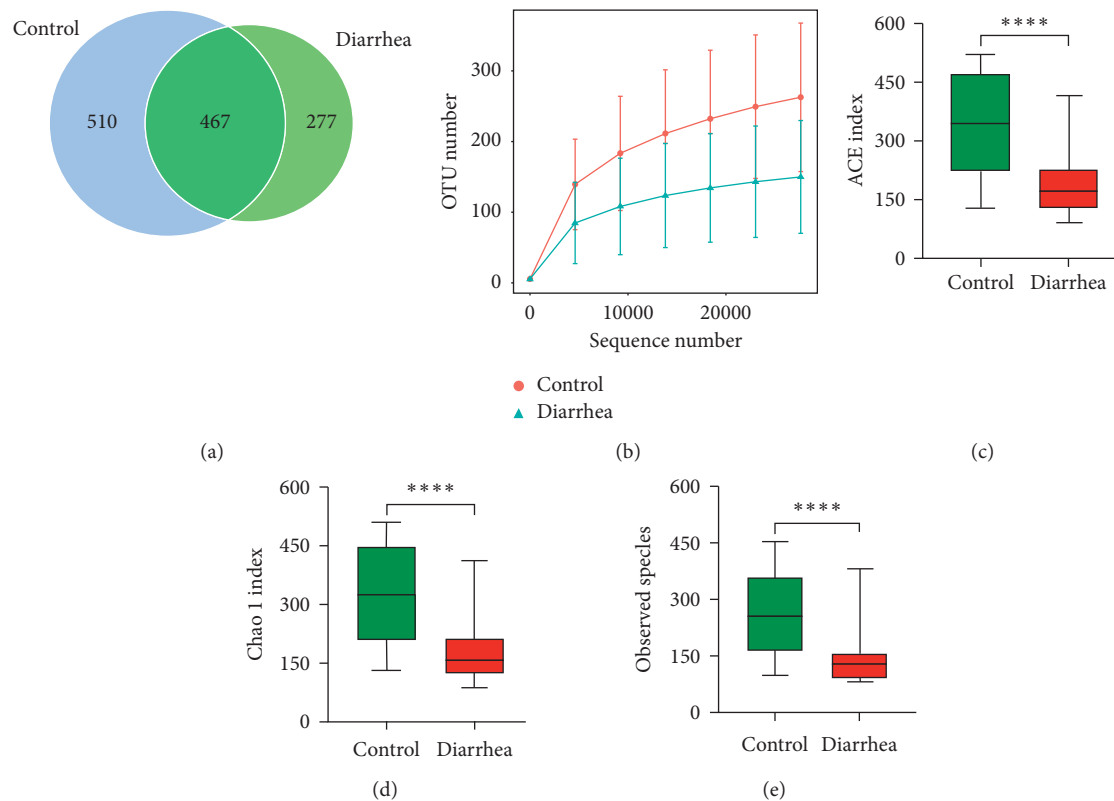 Control
Diarrhea
510
467
277
(a)
OTU number
300
200
100
0
0
10000
20000
Sequence number
Control
Diarrhea
(b)
ACE index
600
450
300
150
0
****
Control
Diarrhea
(c)
Chao 1 index
600
450
300
150
0
****
Control
Diarrhea
(d)
Observed specles
600
450
300
150
0
****
Control
Diarrhea
(e)